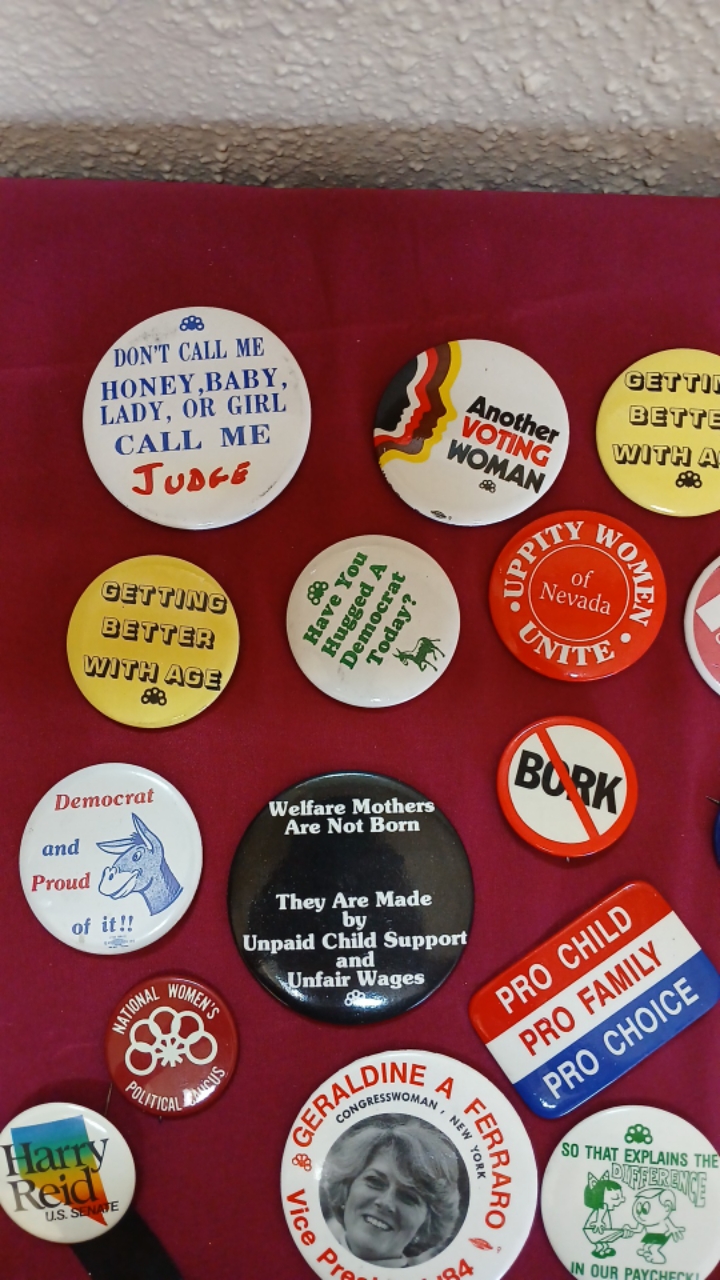 DON'T CALL ME
HONEY,BABY,
LADY, OR GIRL
CALL ME
JUDGE
Another
VOTING
WOMAN
GETTIN
BETTE
WITH A
GETTING
BETTER
WITH AGE
Have You
Hugged A
Democrat
Today?
UPPITY WOMEN
of
Nevada
UNITE
BORK
Democrat
and
Proud
of it!!
Welfare Mothers
Are Not Born
They Are Made
by
Unpaid Child Support
and
Unfair Wages
PRO CHILD
PRO FAMILY
PRO CHOICE
NATIONAL WOMEN'S
POLITICAL CAUCUS
Harry
Reid
U.S. SENATE
GERALDINE A FERRARO
CONGRESSWOMAN, NEW YORK
Vice President '84
SO THAT EXPLAINS THE
DIFFERENCE
IN OUR PAYCHECK!